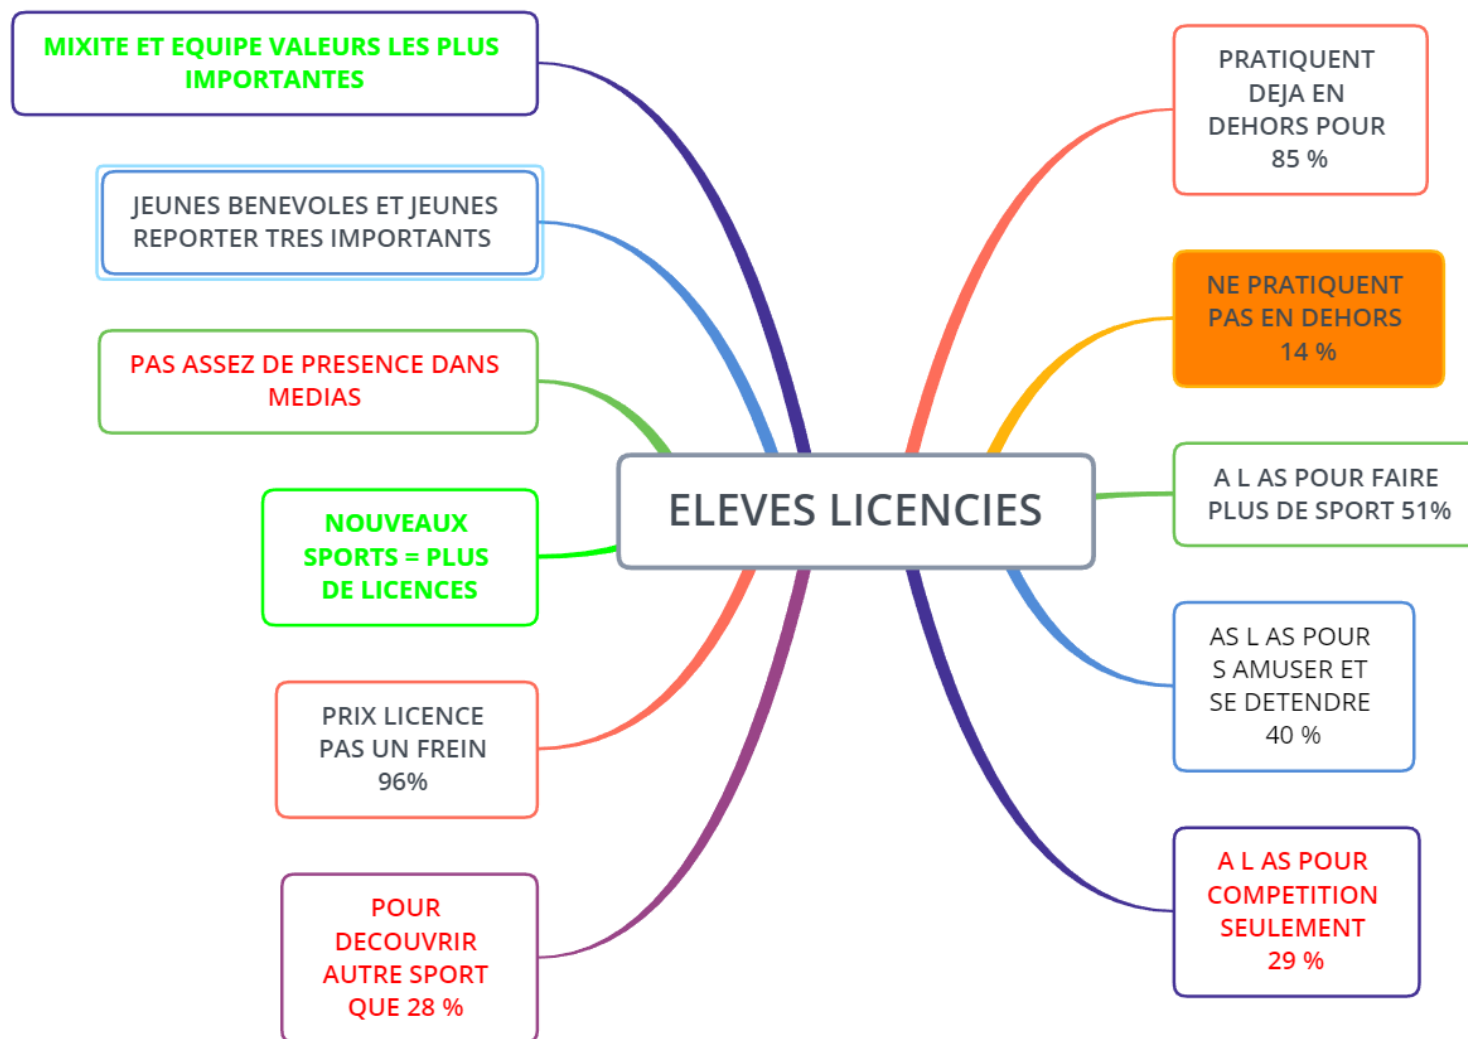 MIXITE ET EQUIPE VALEURS LES PLUS
IMPORTANTES
JEUNES BENEVOLES ET JEUNES
REPORTER TRES IMPORTANTS
PAS ASSEZ DE PRESENCE DANS
MEDIAS
NOUVEAUX
SPORTS = PLUS
DE LICENCES
PRIX LICENCE
PAS UN FREIN
96%
POUR
DECOUVRIR
AUTRE SPORT
QUE 28 %
ELEVES LICENCIES
PRATIQUENT
DEJA EN
DEHORS POUR
85 %
NE PRATIQUENT
PAS EN DEHORS
14 %
A L AS POUR FAIRE
PLUS DE SPORT 51%
AS L AS POUR
S AMUSER ET
SE DETENDRE
40 %
A L AS POUR
COMPETITION
SEULEMENT
29 %